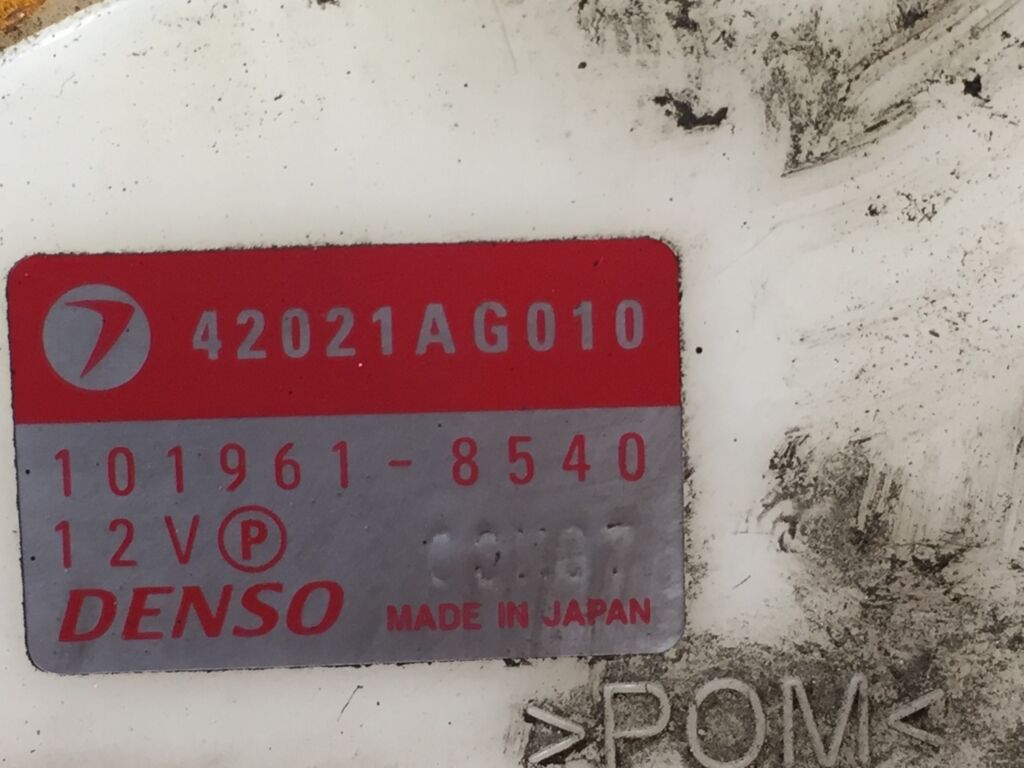 42021AG010
101961-8540
12V Ⓟ
DENSO MADE IN JAPAN
>POM<